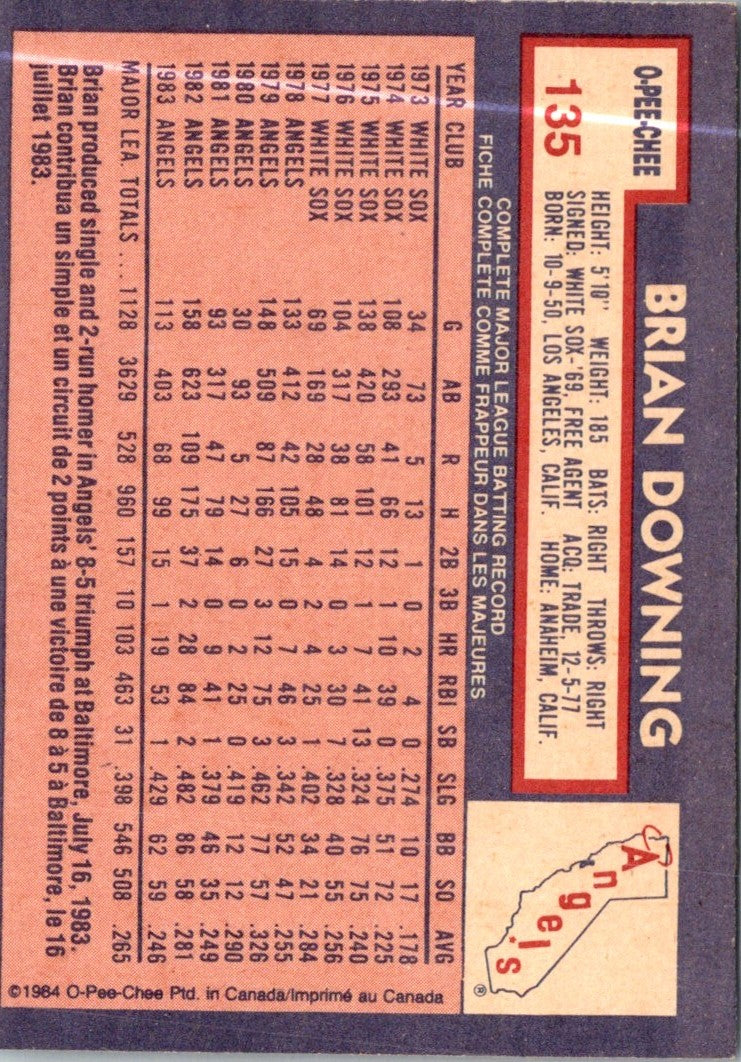 O-PEE-CHEE
135
BRIAN DOWNING
HEIGHT: 5'10" WEIGHT: 185 BATS: RIGHT THROWS: RIGHT
SIGNED: WHITE SOX-'69, FREE AGENT ACQ: TRADE, 12-5-77
BORN: 10-9-50, LOS ANGELES, CALIF. HOME: ANAHEIM, CALIF.
Angels
®
COMPLETE MAJOR LEAGUE BATTING RECORD
FICHE COMPLETE COMME FRAPPEUR DANS LES MAJEURES
YEAR CLUB G AB R H 2B 3B HR RBI SB SLG BB SO AVG
1973 WHITE SOX 34 73 5 13 1 0 2 4 0 .274 10 17 .178
1974 WHITE SOX 108 293 41 66 12 1 10 39 0 .375 51 72 .225
1975 WHITE SOX 138 420 58 101 12 1 7 41 13 .324 76 75 .240
1976 WHITE SOX 104 317 38 81 14 0 3 30 7 .328 40 55 .256
1977 WHITE SOX 69 169 28 48 4 2 4 25 1 .402 34 21 .284
1978 ANGELS 133 412 42 105 15 0 7 46 3 .342 52 47 .255
1979 ANGELS 148 509 87 166 27 3 12 75 3 .462 77 57 .326
1980 ANGELS 30 93 5 27 6 0 2 25 0 .419 12 12 .290
1981 ANGELS 93 317 47 79 14 0 9 41 1 .379 46 35 .249
1982 ANGELS 158 623 109 175 37 2 28 84 2 .482 86 58 .281
1983 ANGELS 113 403 68 99 15 1 19 53 1 .429 62 59 .246
MAJOR LEA. TOTALS ... 1128 3629 528 960 157 10 103 463 31 .398 546 508 .265
Brian produced single and 2-run homer in Angels' 8-5 triumph at Baltimore, July 16, 1983.
Brian contribua un simple et un circuit de 2 points à une victoire de 8 à 5 à Baltimore, le 16
juillet 1983.
©1984 O-Pee-Chee Ptd. in Canada/Imprimé au Canada